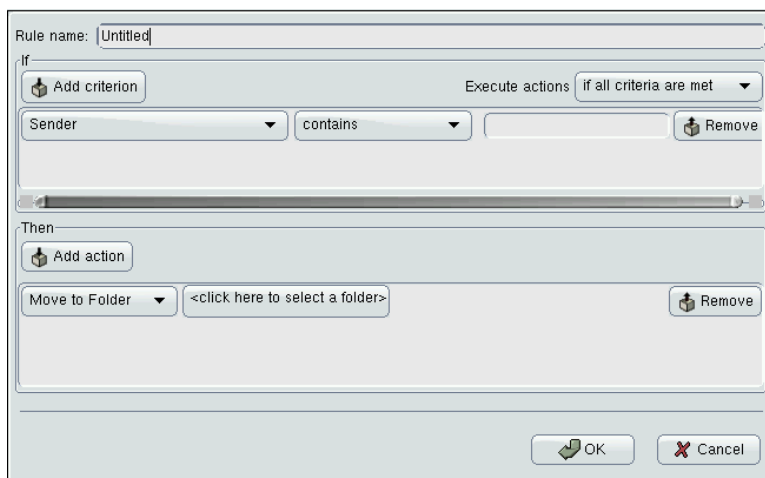 Rule name: Untitled
If
Add criterion Execute actions if all criteria are met
Sender contains Remove
Then
Add action
Move to Folder <click here to select a folder> Remove
OK Cancel